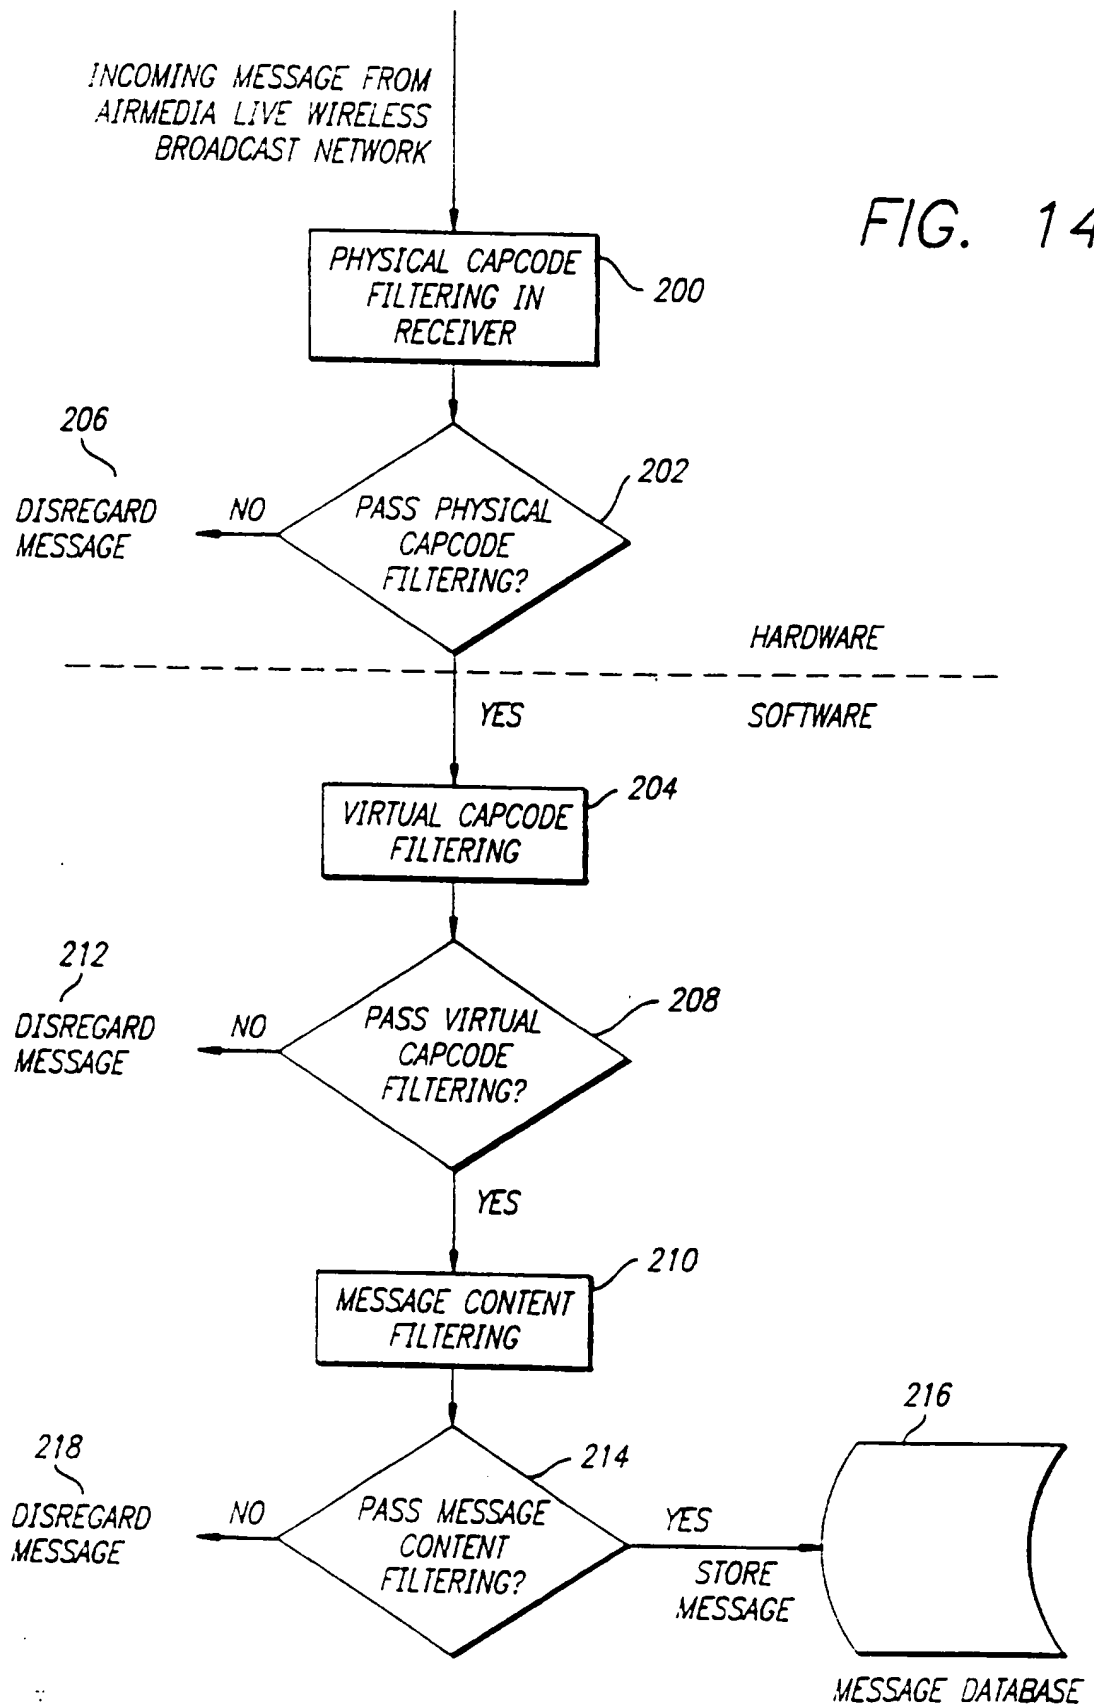 INCOMING MESSAGE FROM
AIRMEDIA LIVE WIRELESS
BROADCAST NETWORK
FIG. 14
PHYSICAL CAPCODE
FILTERING IN
RECEIVER
200
206
DISREGARD
MESSAGE
NO
PASS PHYSICAL
CAPCODE
FILTERING?
202
HARDWARE
SOFTWARE
YES
VIRTUAL CAPCODE
FILTERING
204
212
DISREGARD
MESSAGE
NO
PASS VIRTUAL
CAPCODE
FILTERING?
208
YES
MESSAGE CONTENT
FILTERING
210
218
DISREGARD
MESSAGE
NO
PASS MESSAGE
CONTENT
FILTERING?
214
YES
STORE
MESSAGE
216
MESSAGE DATABASE